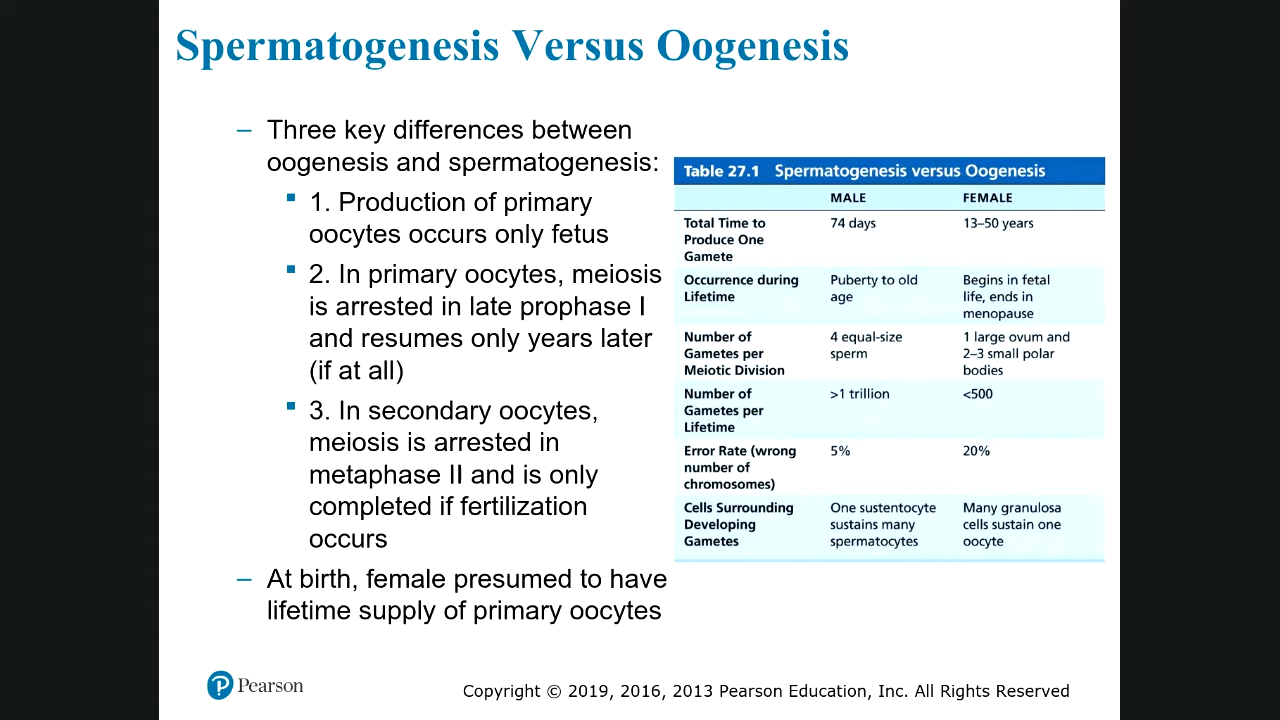 Spermatogenesis Versus Oogenesis
– Three key differences between
oogenesis and spermatogenesis:
▪ 1. Production of primary
oocytes occurs only fetus
▪ 2. In primary oocytes, meiosis
is arrested in late prophase I
and resumes only years later
(if at all)
▪ 3. In secondary oocytes,
meiosis is arrested in
metaphase II and is only
completed if fertilization
occurs
– At birth, female presumed to have
lifetime supply of primary oocytes
Table 27.1 Spermatogenesis versus Oogenesis
MALE FEMALE
Total Time to 74 days 13–50 years
Produce One
Gamete
Occurrence during Puberty to old Begins in fetal
Lifetime age life, ends in
menopause
Number of 4 equal-size 1 large ovum and
Gametes per sperm 2–3 small polar
Meiotic Division bodies
Number of >1 trillion <500
Gametes per
Lifetime
Error Rate (wrong 5% 20%
number of
chromosomes)
Cells Surrounding One sustentocyte Many granulosa
Developing sustains many cells sustain one
Gametes spermatocytes oocyte
P Pearson
Copyright © 2019, 2016, 2013 Pearson Education, Inc. All Rights Reserved